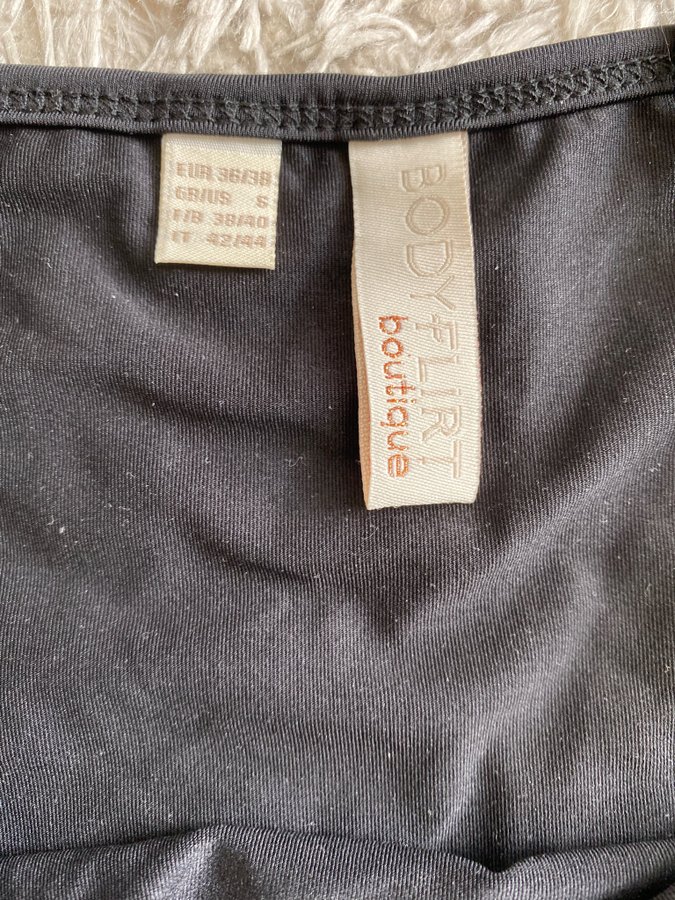 EUR 36/38
GB/US S
F/B 38/40
IT 42/44
BODYFLIRT
boutique